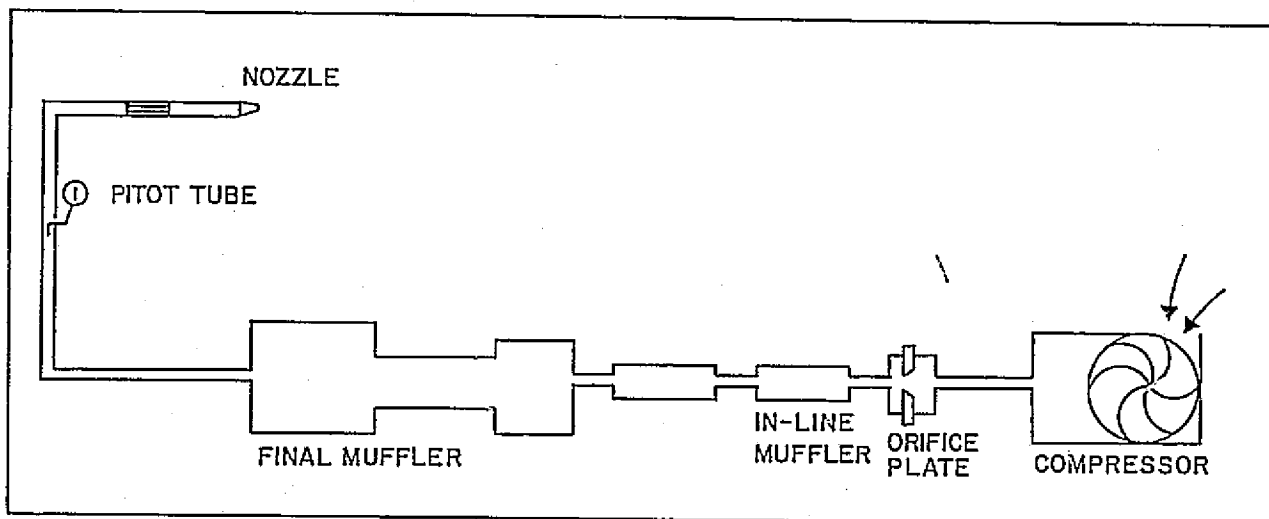 NOZZLE
PITOT TUBE
FINAL MUFFLER
IN-LINE
MUFFLER
ORIFICE
PLATE
COMPRESSOR